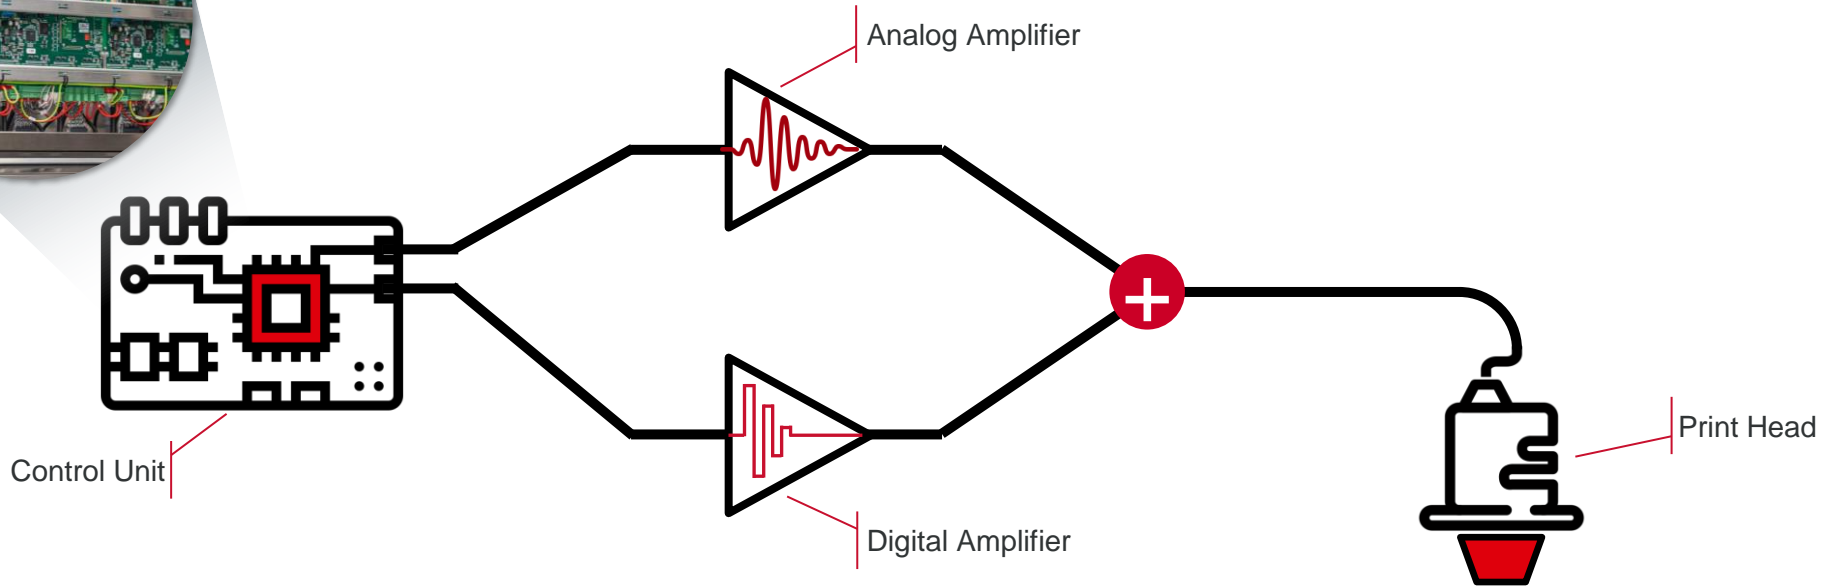 Analog Amplifier
Control Unit
Print Head
Digital Amplifier